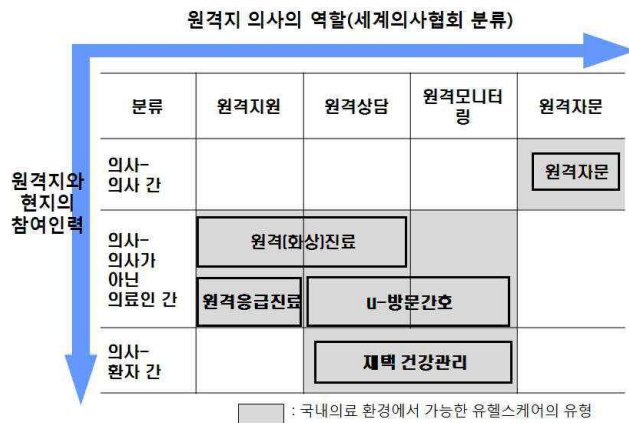 원격지 의사의 역할(세계의사협회 분류)
분류
원격지원
원격상담
원격모니터
링
원격자문
원격지와
현지의
참여인력
의사-
의사 간
원격자문
의사-
의사가
아닌
의료인 간
원격(화상)진료
원격응급진료
u-방문간호
의사-
환자 간
재택 건강관리
: 국내의료 환경에서 가능한 유헬스케어의 유형